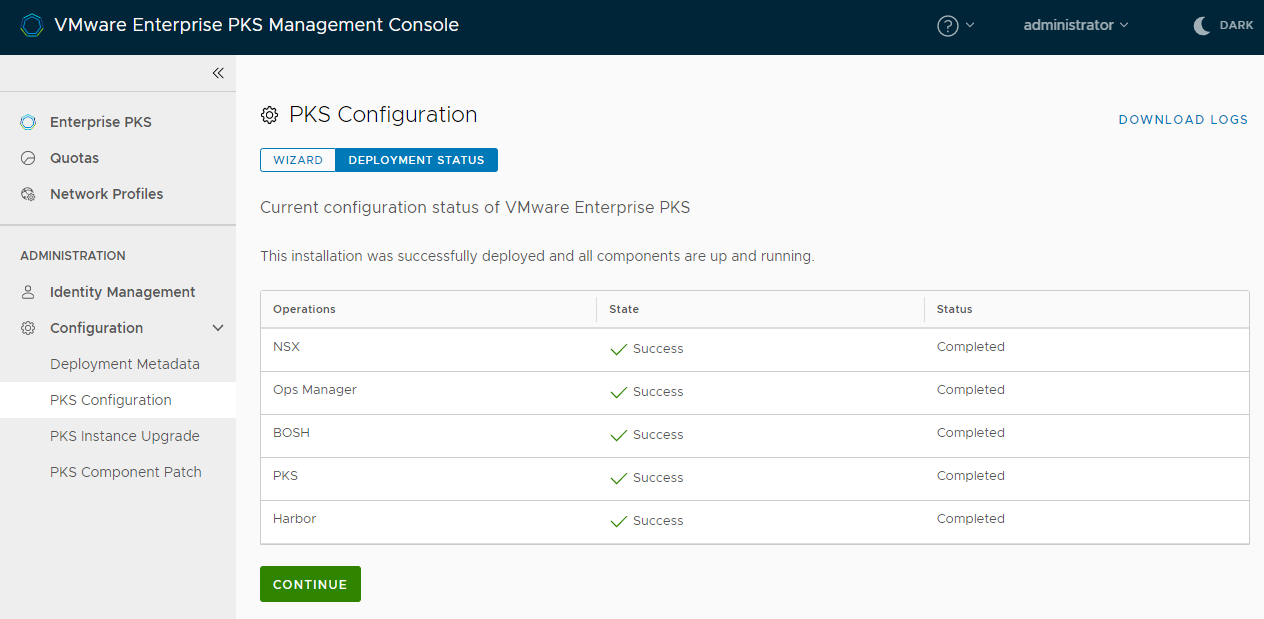 VMware Enterprise PKS Management Console
administrator
DARK
Enterprise PKS
Quotas
Network Profiles
ADMINISTRATION
Identity Management
Configuration
Deployment Metadata
PKS Configuration
PKS Instance Upgrade
PKS Component Patch
PKS Configuration
DOWNLOAD LOGS
WIZARD DEPLOYMENT STATUS
Current configuration status of VMware Enterprise PKS
This installation was successfully deployed and all components are up and running.
Operations State Status
NSX Success Completed
Ops Manager Success Completed
BOSH Success Completed
PKS Success Completed
Harbor Success Completed
CONTINUE